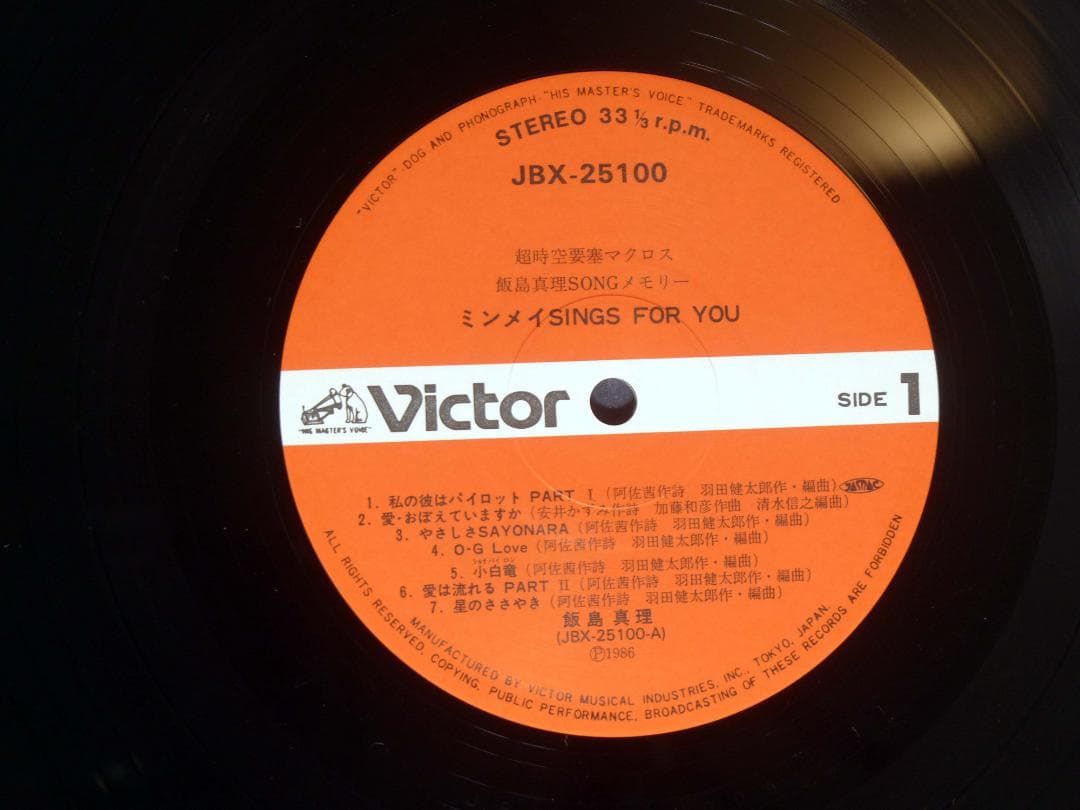 "VICTOR"・DOG AND PHONOGRAPH・"HIS MASTER'S VOICE" TRADEMARKS REGISTERED
STEREO 33 1/3 r.p.m.
JBX-25100
超時空要塞マクロス
飯島真理SONGメモリー
ミンメイSINGS FOR YOU
"HIS MASTER'S VOICE"
Victor
SIDE 1
1. 私の彼はパイロット PART Ⅰ (阿佐茜作詩 羽田健太郎作・編曲) JASRAC
2. 愛・おぼえていますか (安井かずみ作詩 加藤和彦作曲 清水信之編曲)
3. やさしさSAYONARA (阿佐茜作詩 羽田健太郎作・編曲)
4. O-G Love (阿佐茜作詩 羽田健太郎作・編曲)
シャオパイロン
5. 小白竜 (阿佐茜作詩 羽田健太郎作・編曲)
6. 愛は流れる PART Ⅱ (阿佐茜作詩 羽田健太郎作・編曲)
7. 星のささやき (阿佐茜作詩 羽田健太郎作・編曲)
飯島真理
(JBX-25100-A)
Ⓟ1986
MANUFACTURED BY VICTOR MUSICAL INDUSTRIES, INC., TOKYO, JAPAN.
ALL RIGHTS RESERVED. COPYING, PUBLIC PERFORMANCE, BROADCASTING OF THESE RECORDS ARE FORBIDDEN